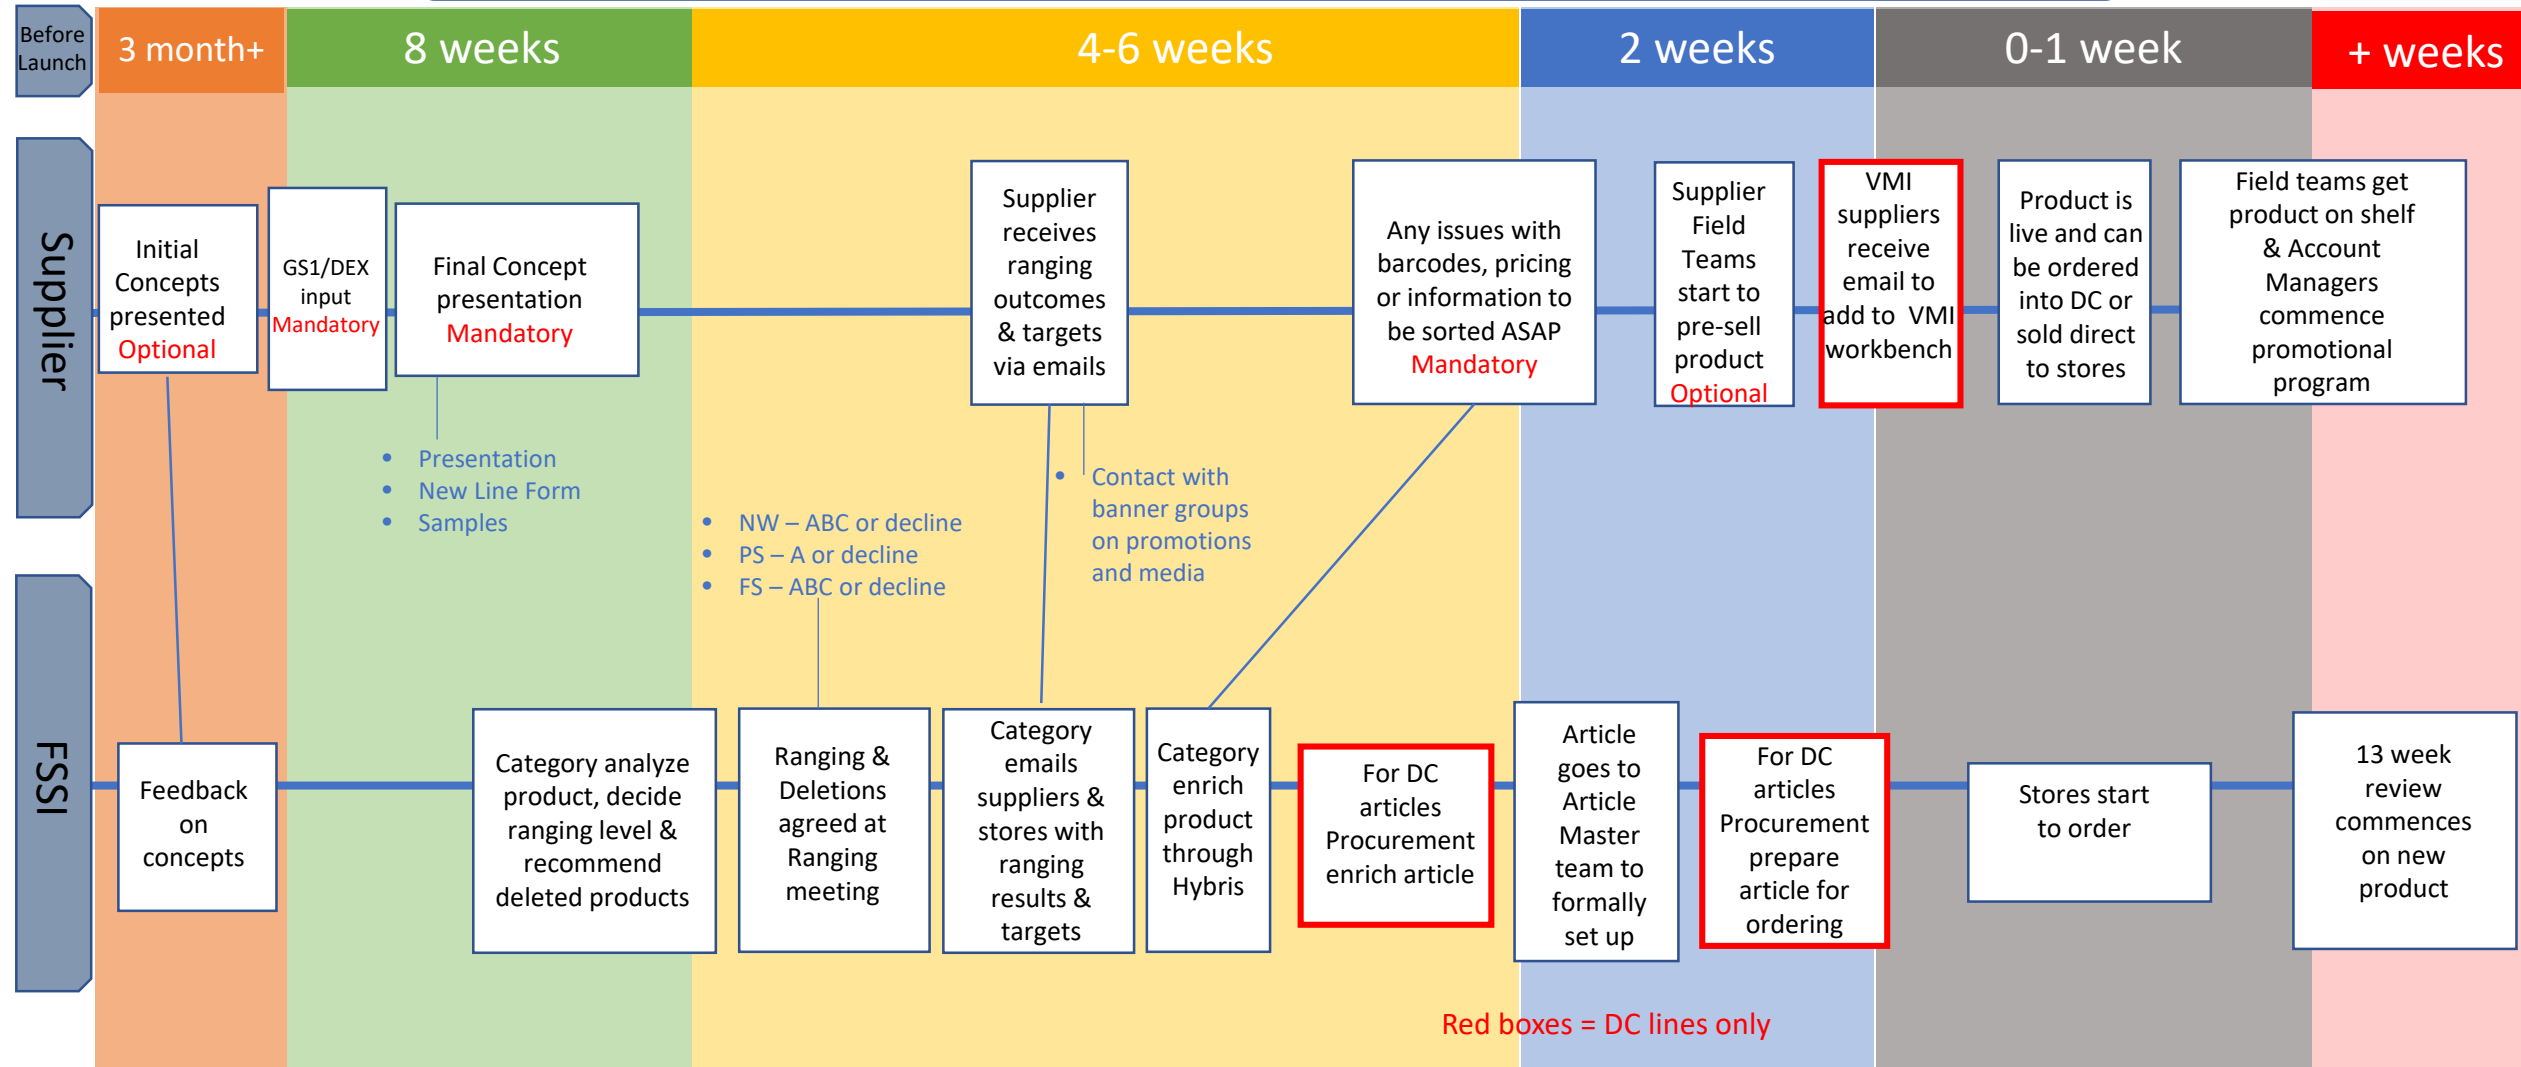 Before
Launch
3 month+
8 weeks
4-6 weeks
2 weeks
0-1 week
+ weeks
Supplier
Initial
Concepts
presented
Optional
GS1/DEX
input
Mandatory
Final Concept
presentation
Mandatory
Supplier
receives
ranging
outcomes
& targets
via emails
Any issues with
barcodes, pricing
or information to
be sorted ASAP
Mandatory
Supplier
Field
Teams
start to
pre-sell
product
Optional
VMI
suppliers
receive
email to
add to VMI
workbench
Product is
live and can
be ordered
into DC or
sold direct
to stores
Field teams get
product on shelf
& Account
Managers
commence
promotional
program
• Presentation
• New Line Form
• Samples
• NW – ABC or decline
• PS – A or decline
• FS – ABC or decline
• Contact with
banner groups
on promotions
and media
FSSI
Feedback
on
concepts
Category analyze
product, decide
ranging level &
recommend
deleted products
Ranging &
Deletions
agreed at
Ranging
meeting
Category
emails
suppliers &
stores with
ranging
results &
targets
Category
enrich
product
through
Hybris
For DC
articles
Procurement
enrich article
Article
goes to
Article
Master
team to
formally
set up
For DC
articles
Procurement
prepare
article for
ordering
Stores start
to order
13 week
review
commences
on new
product
Red boxes = DC lines only